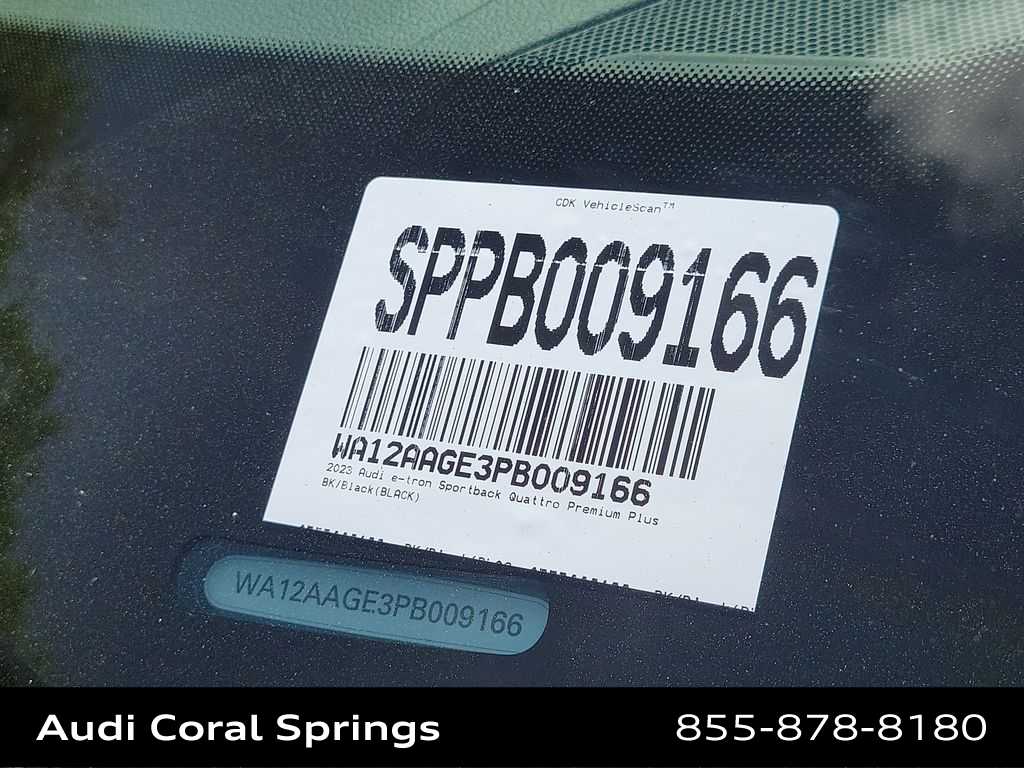 CDK VehicleScan™
SPPB009166
WA12AAGE3PB009166
2023 Audi e-tron Sportback Quattro Premium Plus
BK/Black(BLACK)
WA12AAGE3PB009166
Audi Coral Springs
855-878-8180